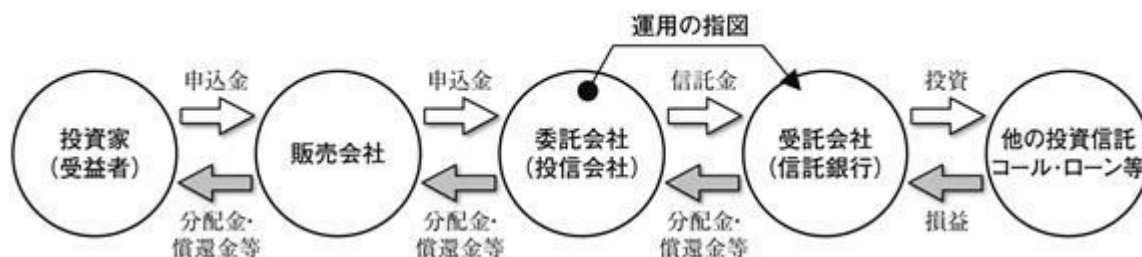 運用の指図
申込金
申込金
信託金
投資
投資家
(受益者)
販売会社
委託会社
(投信会社)
受託会社
(信託銀行)
他の投資信託
コール・ローン等
分配金・
償還金等
分配金・
償還金等
分配金・
償還金等
損益